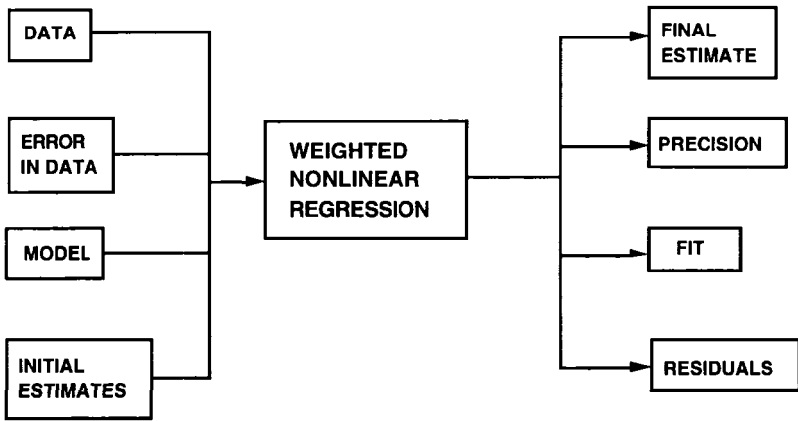 DATA
ERROR
IN DATA
MODEL
INITIAL
ESTIMATES
WEIGHTED
NONLINEAR
REGRESSION
FINAL
ESTIMATE
PRECISION
FIT
RESIDUALS